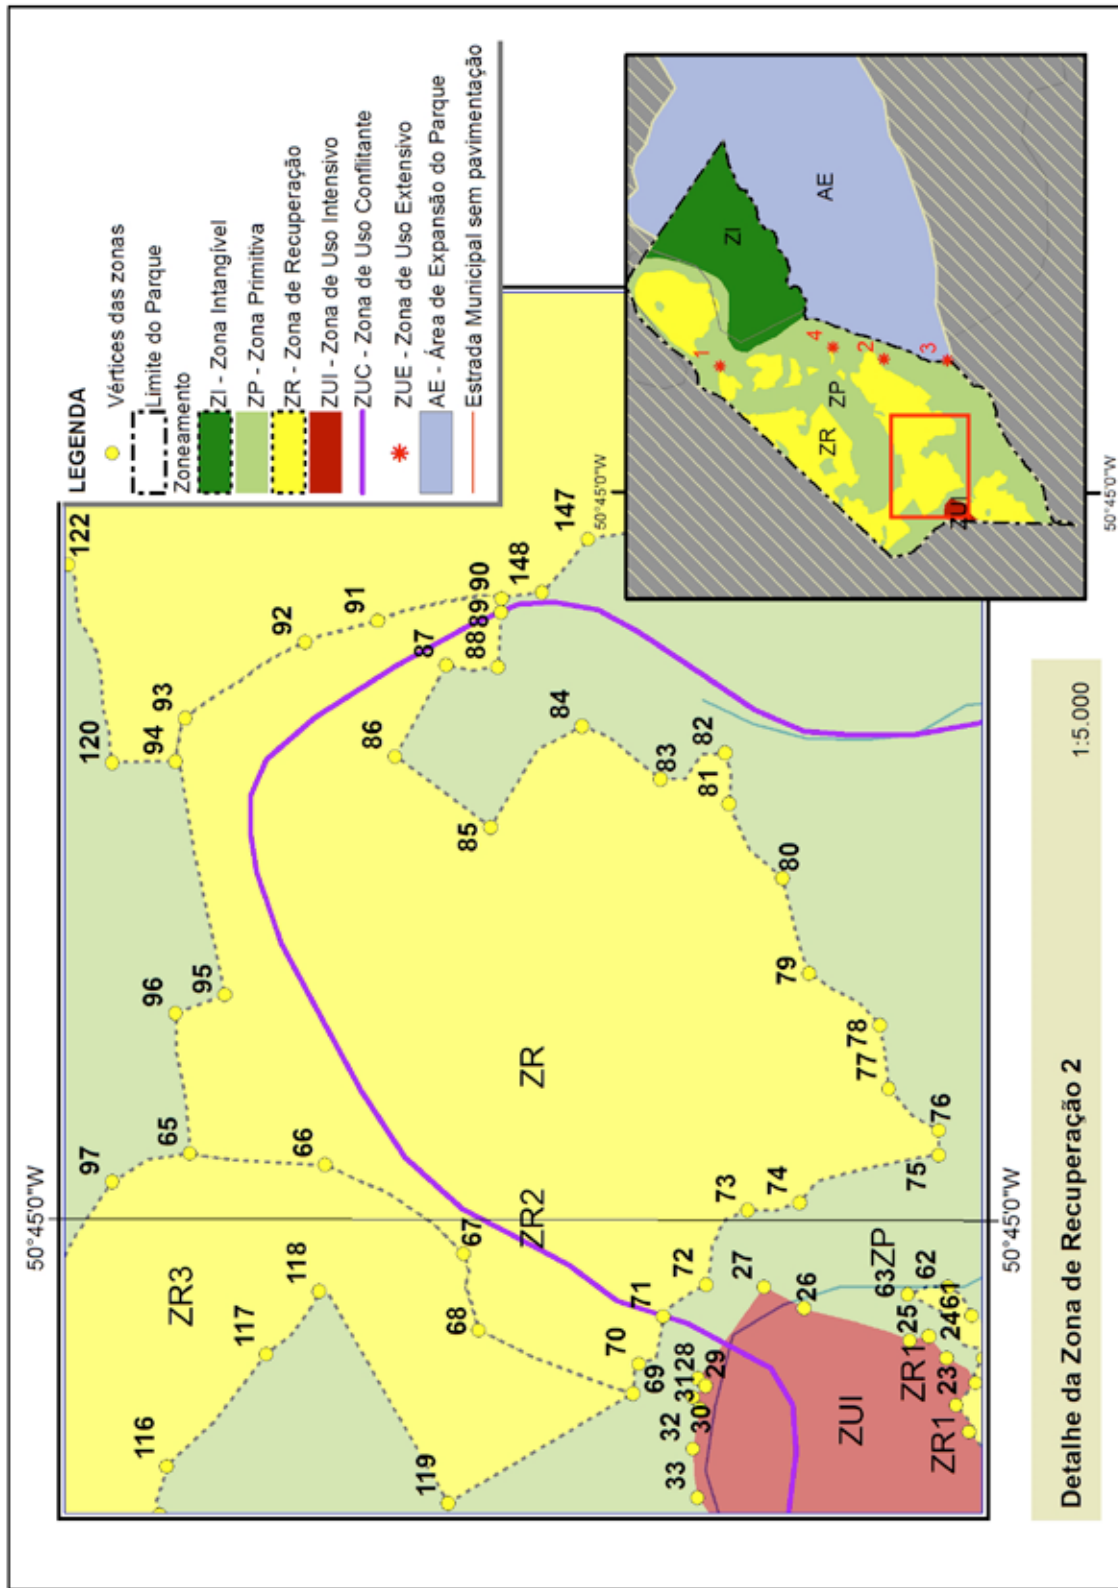 LEGENDA
Vértices das zonas
Limite do Parque
Zoneamento
ZI - Zona Intangível
ZP - Zona Primitiva
ZR - Zona de Recuperação
ZUI - Zona de Uso Intensivo
ZUC - Zona de Uso Conflitante
ZUE - Zona de Uso Extensivo
AE - Área de Expansão do Parque
Estrada Municipal sem pavimentação
50°45'0"W
116
117
118
97
65
96
95
94
120
93
92
91
122
119
68
67
66
69
70
71
72
73
74
75
76
77
78
79
80
81
82
83
84
85
86
87
88
89
90
148
147
33
32
30
31
28
29
27
26
25
24
23
63
62
61
ZR3
ZR2
ZR
ZP
ZUI
ZR1
ZR1
50°45'0"W
50°45'0"W
ZI
AE
ZP
ZR
ZUI
1
4
2
3
50°45'0"W
Detalhe da Zona de Recuperação 2
1:5.000